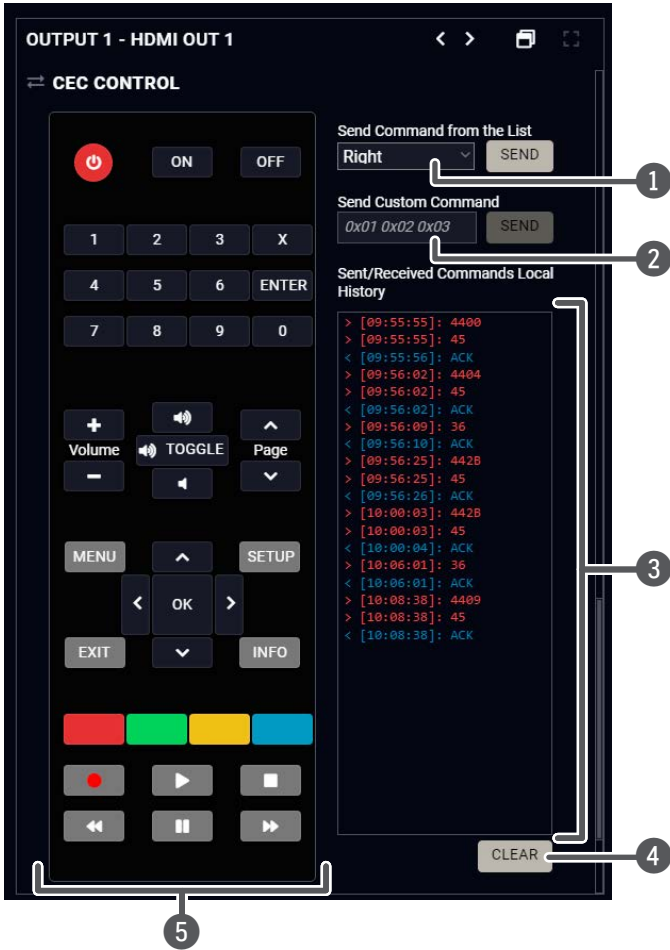 OUTPUT 1 - HDMI OUT 1
CEC CONTROL
ON OFF
1 2 3 X
4 5 6 ENTER
7 8 9 0
Volume
TOGGLE
Page
MENU SETUP
OK
EXIT INFO
Send Command from the List
Right SEND
Send Custom Command
0x01 0x02 0x03 SEND
Sent/Received Commands Local
History
> [09:55:55]: 4400
> [09:55:55]: 45
< [09:55:56]: ACK
> [09:56:02]: 4404
> [09:56:02]: 45
< [09:56:02]: ACK
> [09:56:09]: 36
< [09:56:10]: ACK
> [09:56:25]: 442B
> [09:56:25]: 45
< [09:56:26]: ACK
> [10:00:03]: 442B
> [10:00:03]: 45
< [10:00:04]: ACK
> [10:06:01]: 36
< [10:06:01]: ACK
> [10:08:38]: 4409
> [10:08:38]: 45
< [10:08:38]: ACK
CLEAR
1
2
3
4
5